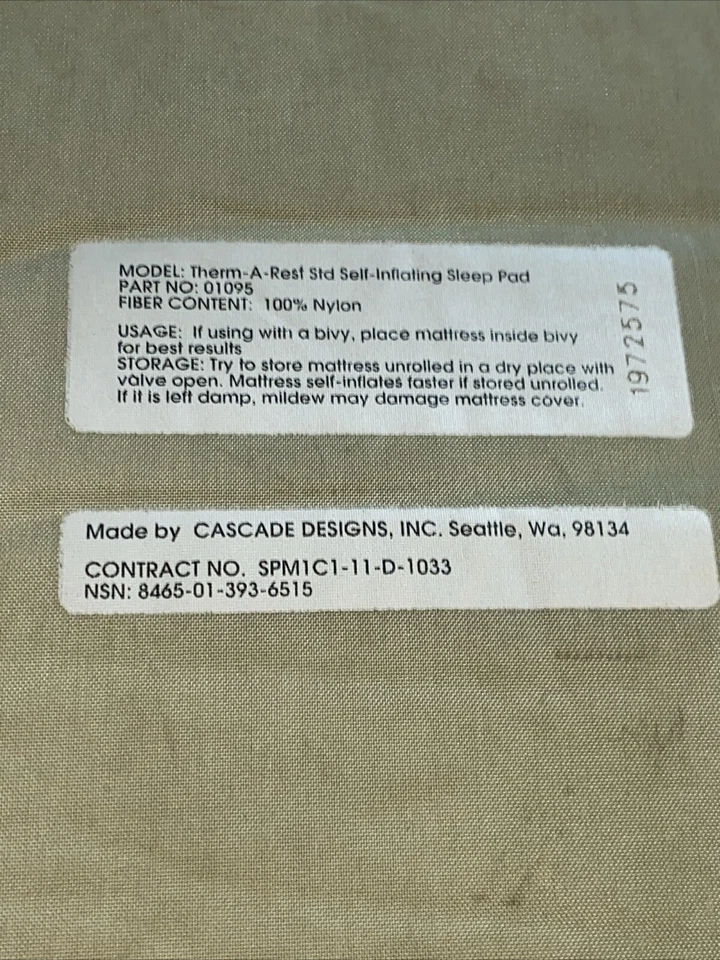 MODEL: Therm-A-Rest Std Self-Inflating Sleep Pad
PART NO: 01095
FIBER CONTENT: 100% Nylon
USAGE: If using with a bivy, place mattress inside bivy
for best results
STORAGE: Try to store mattress unrolled in a dry place with
valve open. Mattress self-inflates faster if stored unrolled.
If it is left damp, mildew may damage mattress cover.
1972575
Made by CASCADE DESIGNS, INC. Seattle, Wa, 98134
CONTRACT NO. SPM1C1-11-D-1033
NSN: 8465-01-393-6515